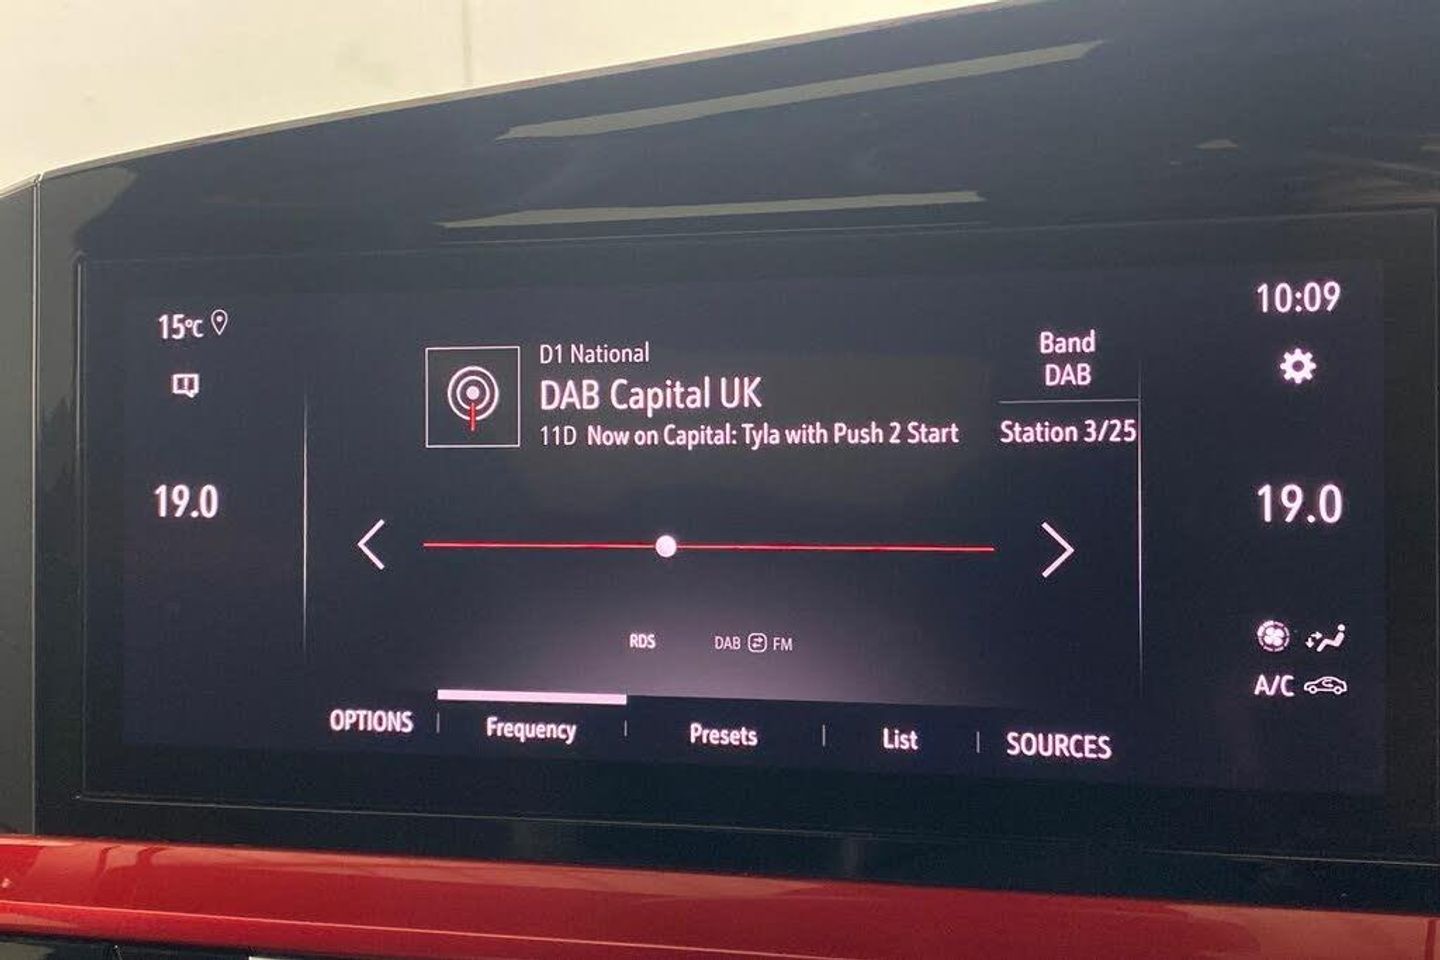 15°C
19.0
D1 National
DAB Capital UK
11D Now on Capital: Tyla with Push 2 Start
Band
DAB
Station 3/25
RDS
DAB FM
OPTIONS
Frequency
Presets
List
SOURCES
10:09
19.0
A/C